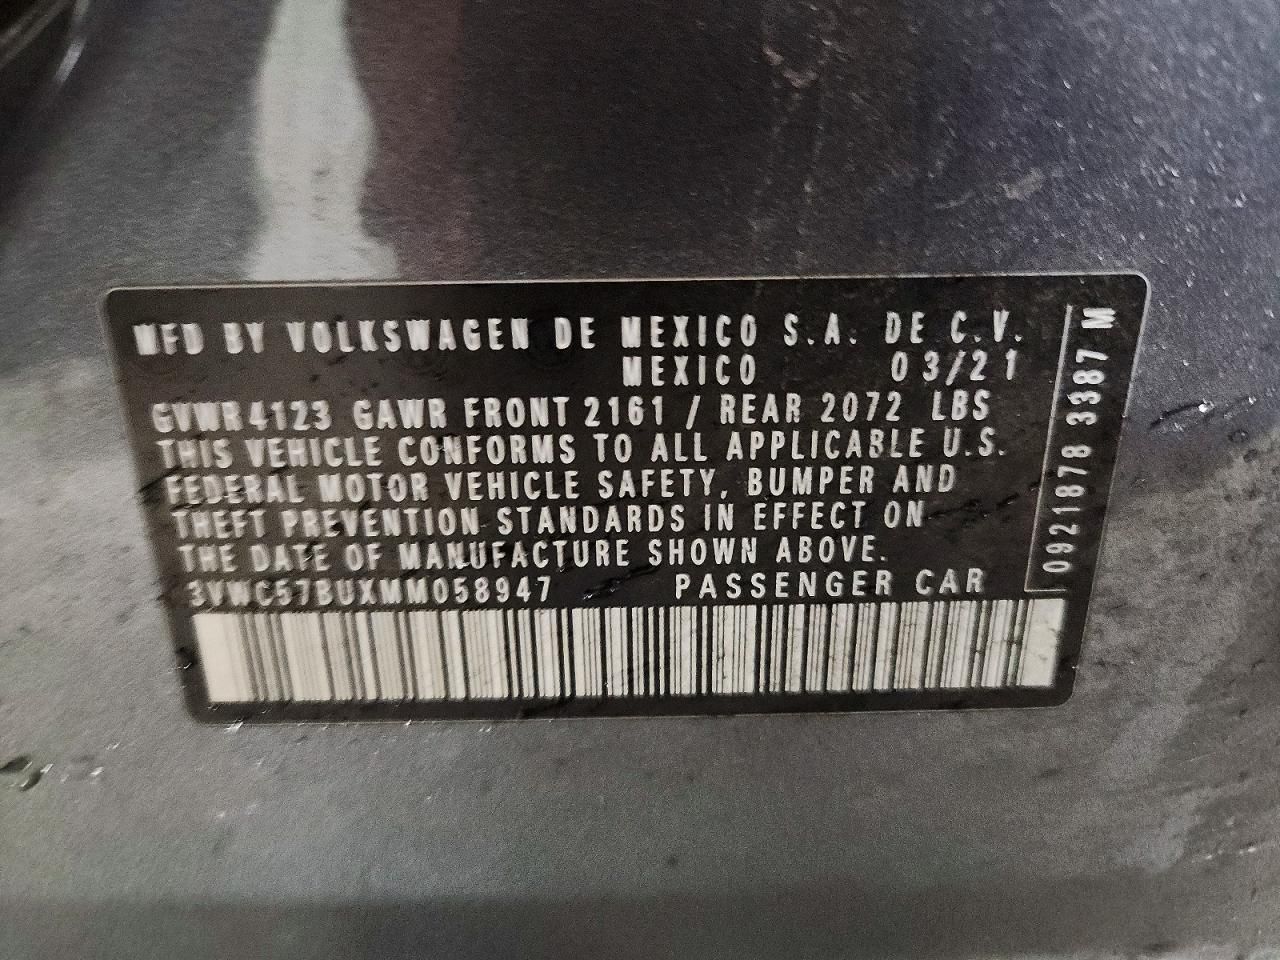 MFD BY VOLKSWAGEN DE MEXICO S.A. DE C.V.
MEXICO 03/21
GVWR 4123 GAWR FRONT 2161 / REAR 2072 LBS
THIS VEHICLE CONFORMS TO ALL APPLICABLE U.S.
FEDERAL MOTOR VEHICLE SAFETY, BUMPER AND
THEFT PREVENTION STANDARDS IN EFFECT ON
THE DATE OF MANUFACTURE SHOWN ABOVE.
3VWC57BUXMM058947 PASSENGER CAR
0921878 3387 M